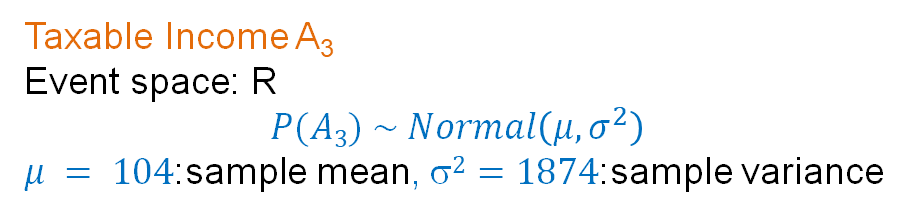 Taxable Income A₃
Event space: R
P(A₃) ~ Normal(μ, σ²)
μ = 104:sample mean, σ² = 1874:sample variance